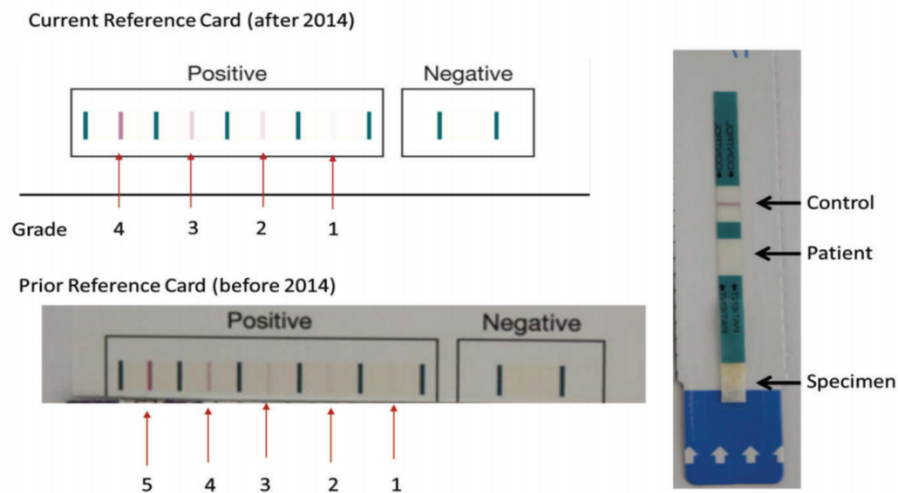 Current Reference Card (after 2014)
Positive
Negative
Grade 4 3 2 1
Prior Reference Card (before 2014)
Positive
Negative
5 4 3 2 1
Control
Patient
Specimen